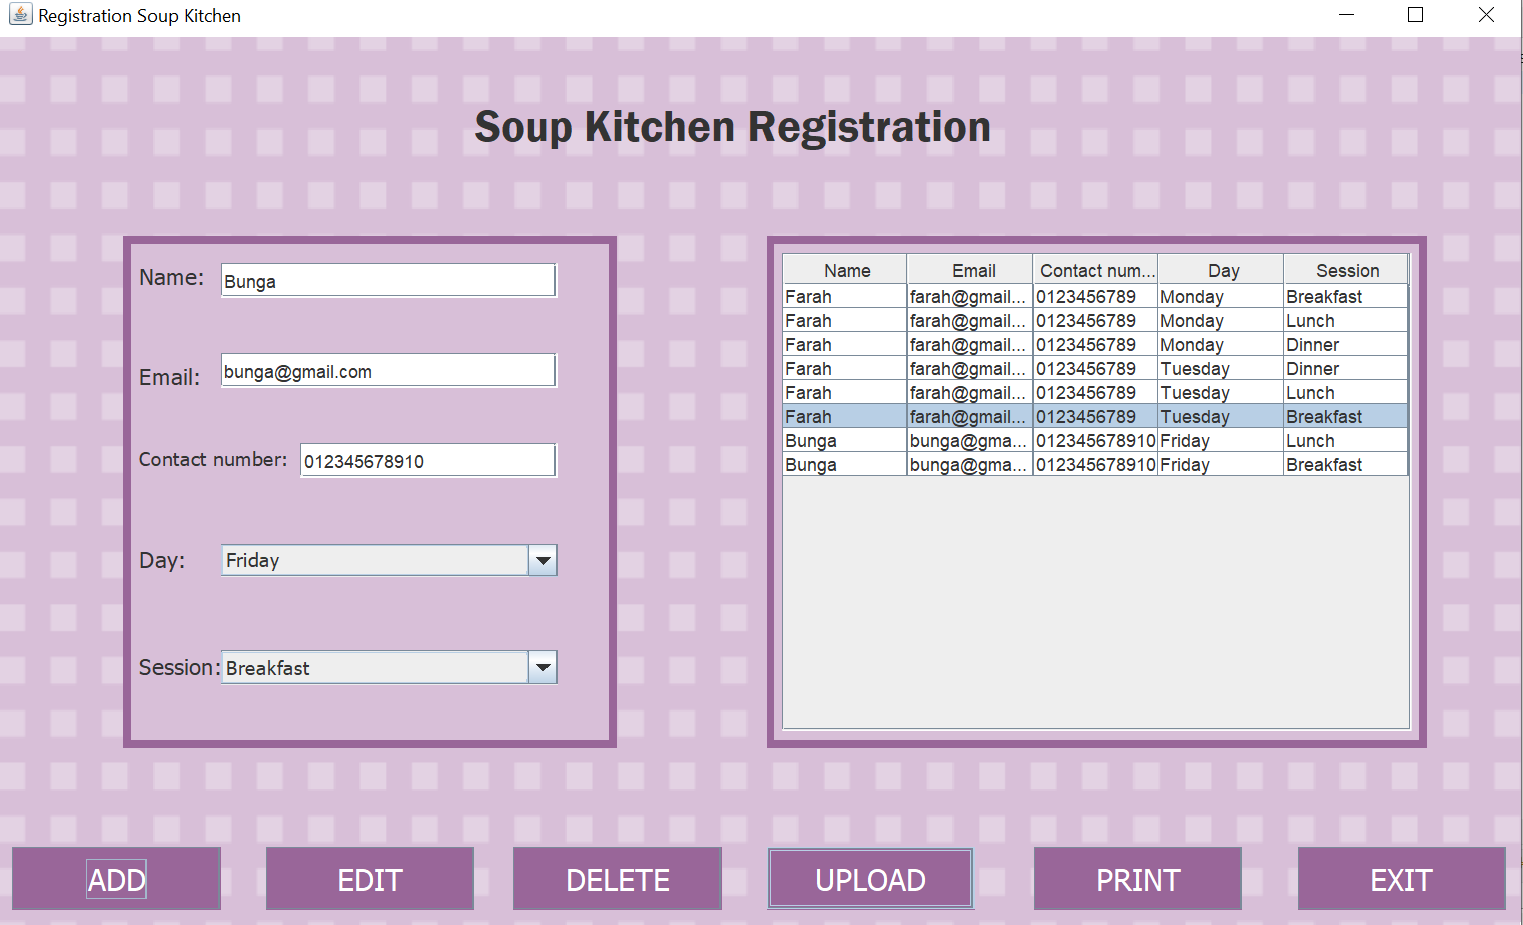 Registration Soup Kitchen
Soup Kitchen Registration
Name: Bunga
Email: bunga@gmail.com
Contact number: 012345678910
Day: Friday
Session: Breakfast
Name Email Contact num... Day Session
Farah farah@gmail... 0123456789 Monday Breakfast
Farah farah@gmail... 0123456789 Monday Lunch
Farah farah@gmail... 0123456789 Monday Dinner
Farah farah@gmail... 0123456789 Tuesday Dinner
Farah farah@gmail... 0123456789 Tuesday Lunch
Farah farah@gmail... 0123456789 Tuesday Breakfast
Bunga bunga@gma... 012345678910 Friday Lunch
Bunga bunga@gma... 012345678910 Friday Breakfast
ADD EDIT DELETE UPLOAD PRINT EXIT